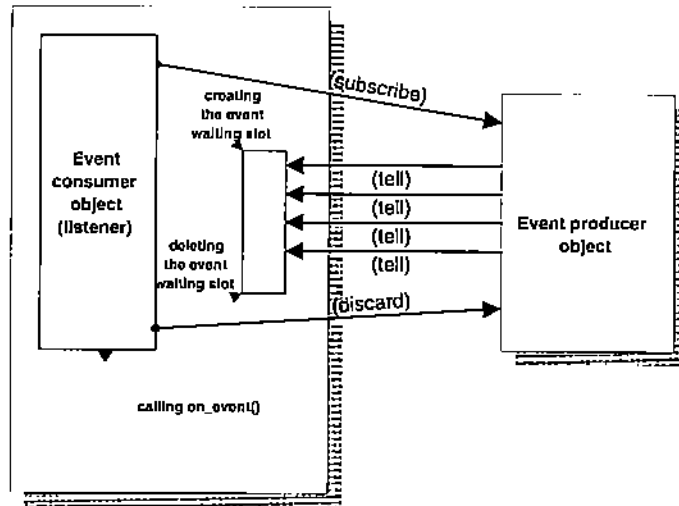 (subscribe)
creating
the event
waiting slot
Event
consumer
object
(listener)
(tell)
(tell)
(tell)
(tell)
Event producer
object
deleting
the event
waiting slot
(discard)
calling on_event()